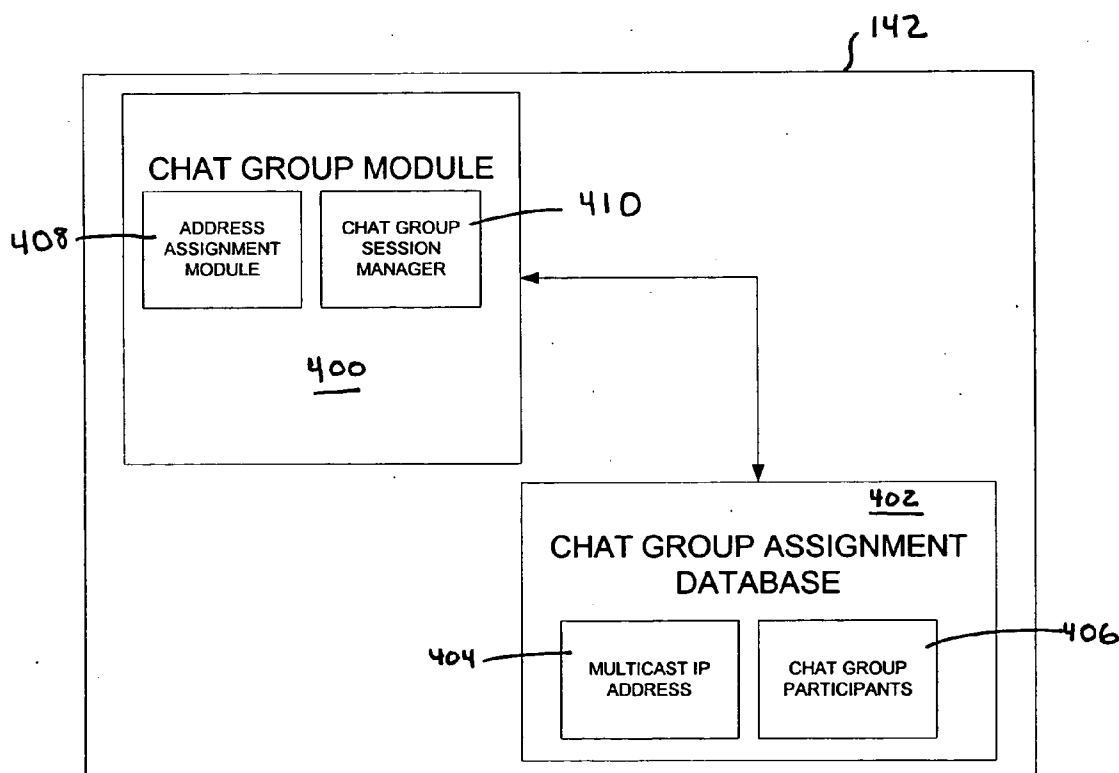 142
CHAT GROUP MODULE
408
ADDRESS
ASSIGNMENT
MODULE
CHAT GROUP
SESSION
MANAGER
410
400
402
CHAT GROUP ASSIGNMENT
DATABASE
404
MULTICAST IP
ADDRESS
CHAT GROUP
PARTICIPANTS
406